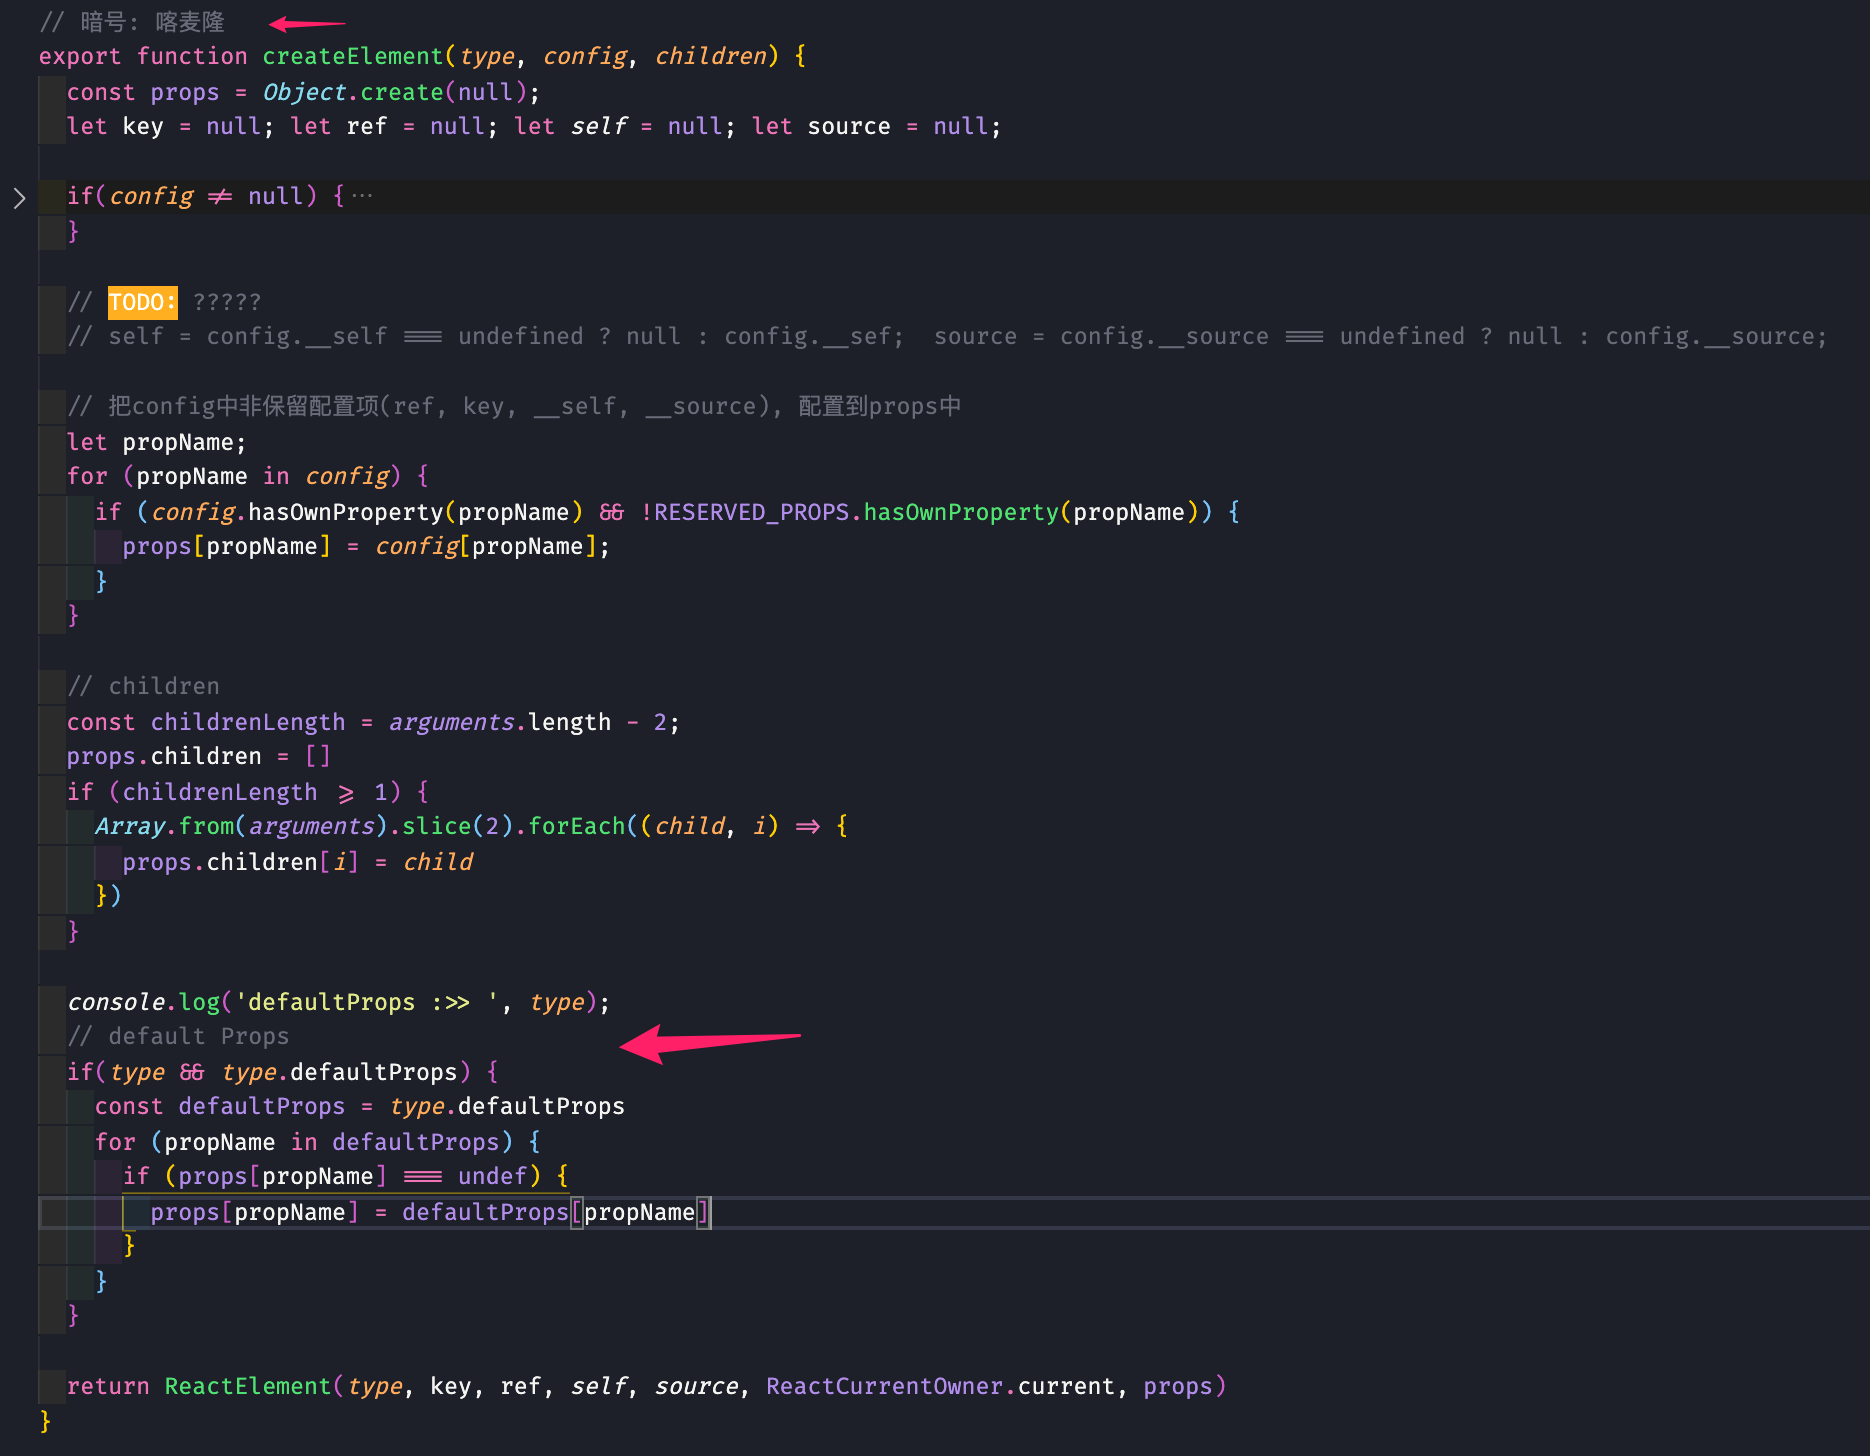 // 暗号: 喀麦隆
export function createElement(type, config, children) {
const props = Object.create(null);
let key = null; let ref = null; let self = null; let source = null;
if(config != null) {···
}
// TODO: ?????
// self = config.__self === undefined ? null : config.__sef;  source = config.__source === undefined ? null : config.__source;
// 把config中非保留配置项(ref, key, __self, __source), 配置到props中
let propName;
for (propName in config) {
if (config.hasOwnProperty(propName) && !RESERVED_PROPS.hasOwnProperty(propName)) {
props[propName] = config[propName];
}
}
// children
const childrenLength = arguments.length - 2;
props.children = []
if (childrenLength >= 1) {
Array.from(arguments).slice(2).forEach((child, i) => {
props.children[i] = child
})
}
console.log('defaultProps :>> ', type);
// default Props
if(type && type.defaultProps) {
const defaultProps = type.defaultProps
for (propName in defaultProps) {
if (props[propName] === undef) {
props[propName] = defaultProps[propName]
}
}
}
return ReactElement(type, key, ref, self, source, ReactCurrentOwner.current, props)
}